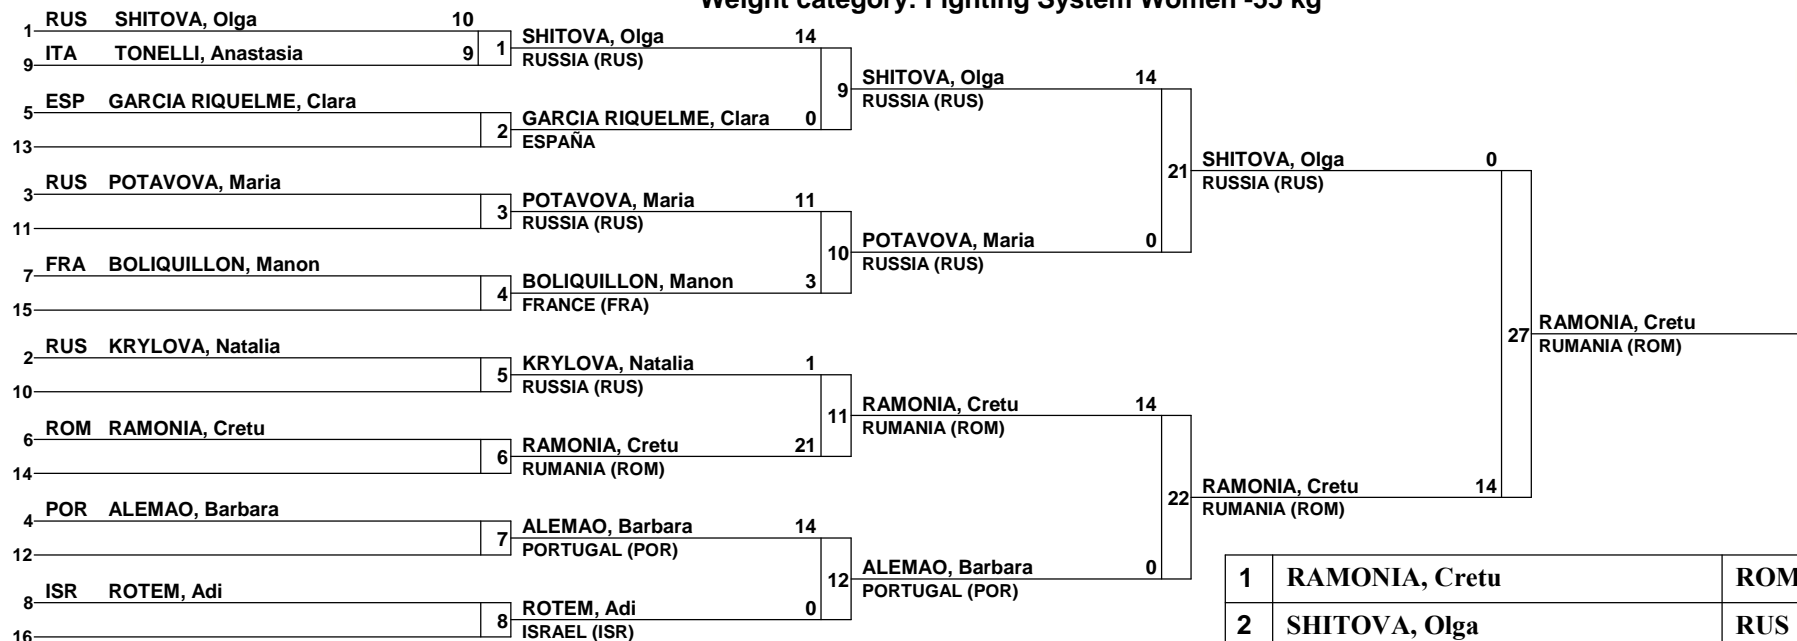 Weight category: Fighting System Women -55 kg
1 RUS SHITOVA, Olga 10
9 ITA TONELLI, Anastasia 9
1
SHITOVA, Olga 14
RUSSIA (RUS)
5 ESP GARCIA RIQUELME, Clara
13
2
GARCIA RIQUELME, Clara 0
ESPAÑA
9
SHITOVA, Olga 14
RUSSIA (RUS)
3 RUS POTAVOVA, Maria
11
3
POTAVOVA, Maria 11
RUSSIA (RUS)
7 FRA BOLIQUILLON, Manon
15
4
BOLIQUILLON, Manon 3
FRANCE (FRA)
10
POTAVOVA, Maria 0
RUSSIA (RUS)
21
SHITOVA, Olga 0
RUSSIA (RUS)
2 RUS KRYLOVA, Natalia
10
5
KRYLOVA, Natalia 1
RUSSIA (RUS)
6 ROM RAMONIA, Cretu
14
6
RAMONIA, Cretu 21
RUMANIA (ROM)
11
RAMONIA, Cretu 14
RUMANIA (ROM)
4 POR ALEMAO, Barbara
12
7
ALEMAO, Barbara 14
PORTUGAL (POR)
8 ISR ROTEM, Adi
16
8
ROTEM, Adi 0
ISRAEL (ISR)
12
ALEMAO, Barbara 0
PORTUGAL (POR)
22
RAMONIA, Cretu 14
RUMANIA (ROM)
27
RAMONIA, Cretu
RUMANIA (ROM)
1 RAMONIA, Cretu ROM
2 SHITOVA, Olga RUS